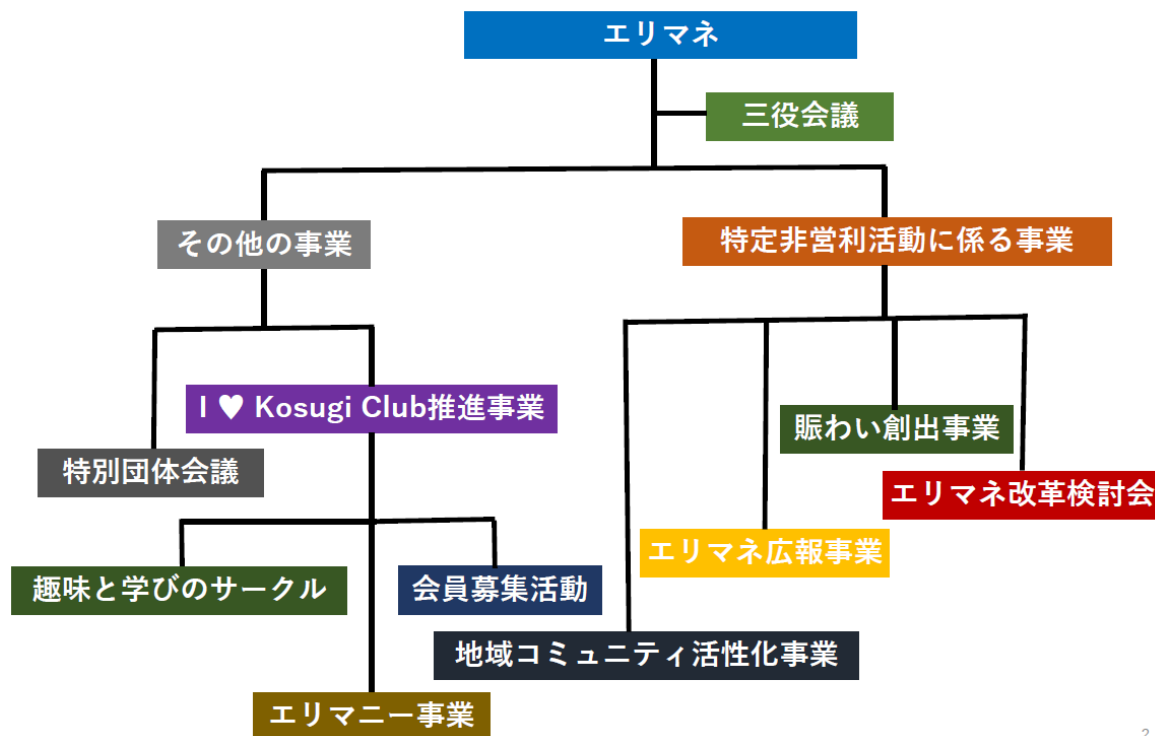 エリマネ
三役会議
その他の事業
特定非営利活動に係る事業
I ♥ Kosugi Club推進事業
賑わい創出事業
特別団体会議
エリマネ改革検討会
エリマネ広報事業
趣味と学びのサークル
会員募集活動
地域コミュニティ活性化事業
エリマニー事業
2